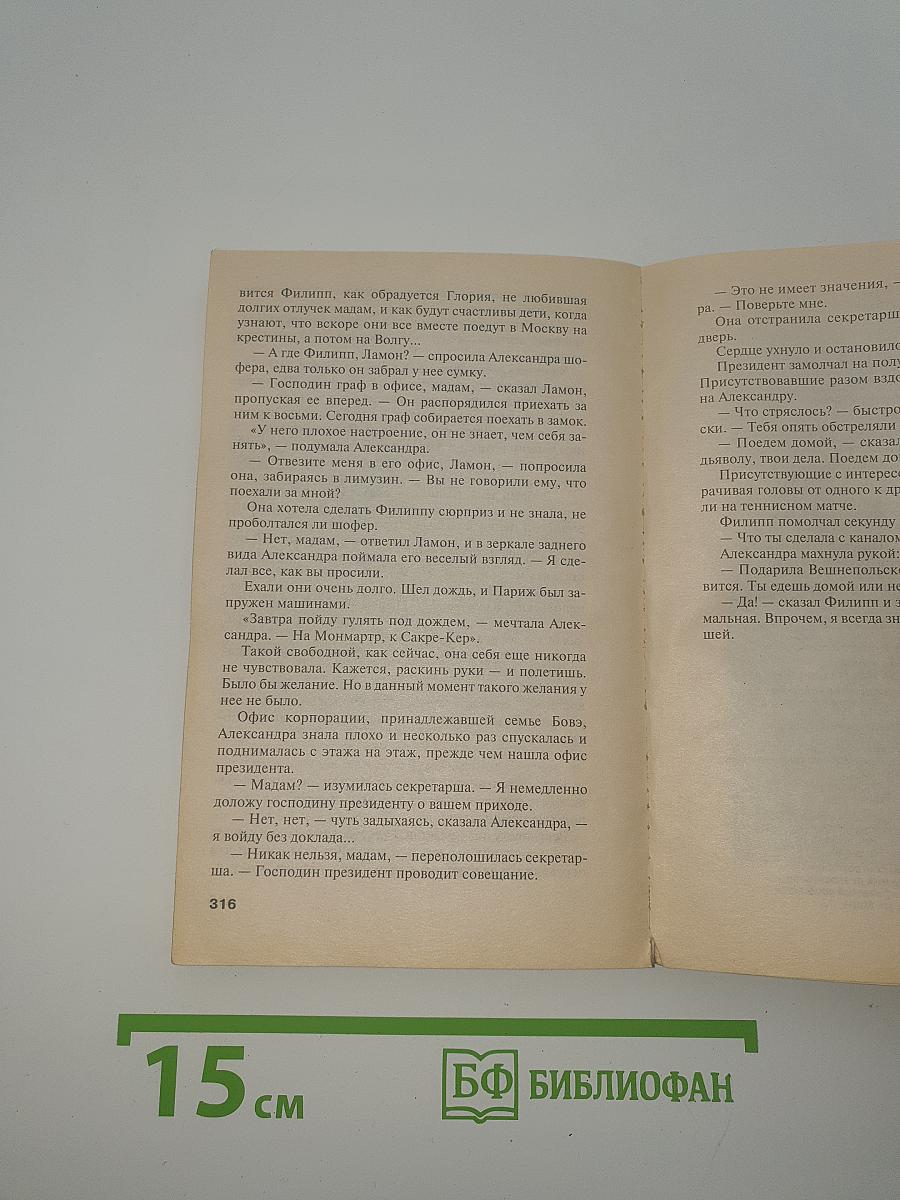 вится Филипп, как обрадуется Глория, не любившая
долгих отлучек мадам, и как будут счастливы дети, когда
узнают, что вскоре они все вместе поедут в Москву на
крестины, а потом на Волгу...
— А где Филипп, Ламон? — спросила Александра шо-
фера, едва только он забрал у нее сумку.
— Господин граф в офисе, мадам, — сказал Ламон,
пропуская ее вперед. — Он распорядился приехать за
ним к восьми. Сегодня граф собирается поехать в замок.
«У него плохое настроение, он не знает, чем себя за-
нять», — подумала Александра.
— Отвезите меня в его офис, Ламон, — попросила
она, забираясь в лимузин. — Вы не говорили ему, что
поехали за мной?
Она хотела сделать Филиппу сюрприз и не знала, не
проболтался ли шофер.
— Нет, мадам, — ответил Ламон, и в зеркале заднего
вида Александра поймала его веселый взгляд. — Я сде-
лал все, как вы просили.
Ехали они очень долго. Шел дождь, и Париж был за-
пружен машинами.
«Завтра пойду гулять под дождем, — мечтала Алек-
сандра. — На Монмартр, к Сакре-Кер».
Такой свободной, как сейчас, она себя еще никогда
не чувствовала. Кажется, раскинь руки — и полетишь.
Было бы желание. Но в данный момент такого желания у
нее не было.
Офис корпорации, принадлежавшей семье Бовэ,
Александра знала плохо и несколько раз спускалась и
поднималась с этажа на этаж, прежде чем нашла офис
президента.
— Мадам? — изумилась секретарша. — Я немедленно
доложу господину президенту о вашем приходе.
— Нет, нет, — чуть задыхаясь, сказала Александра, —
я войду без доклада...
— Никак нельзя, мадам, — переполошилась секретар-
ша. — Господин президент проводит совещание.
316
— Это не имеет значения, —
ра. — Поверьте мне.
Она отстранила секретарш
дверь.
Сердце ухнуло и остановилос
Президент замолчал на полу
Присутствовавшие разом вздо
на Александру.
— Что стряслось? — быстро
ски. — Тебя опять обстреляли
— Поедем домой, — сказал
дьяволу, твои дела. Поедем до
Присутствующие с интересо
рачивая головы от одного к др
ли на теннисном матче.
Филипп помолчал секунду
— Что ты сделала с каналом
Александра махнула рукой:
— Подарила Вешнепольско
вится. Ты едешь домой или не
— Да! — сказал Филипп и з
мальная. Впрочем, я всегда зн
шей.
15 см
БФ БИБЛИОФАН